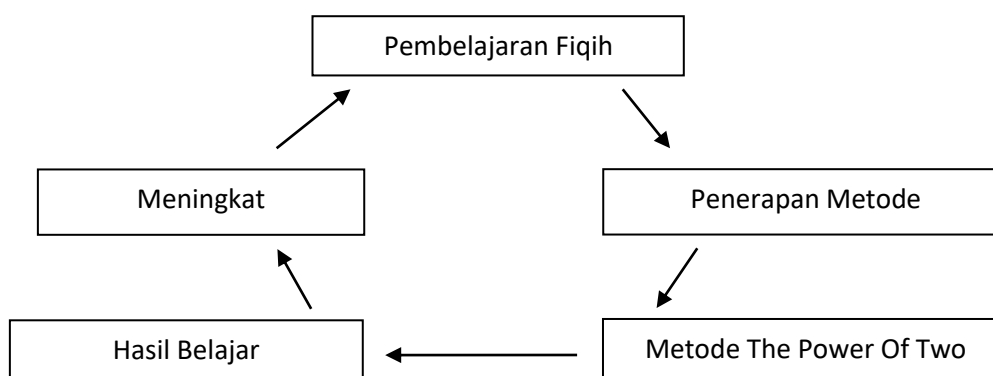 Pembelajaran Fiqih
Meningkat
Penerapan Metode
Hasil Belajar
Metode The Power Of Two